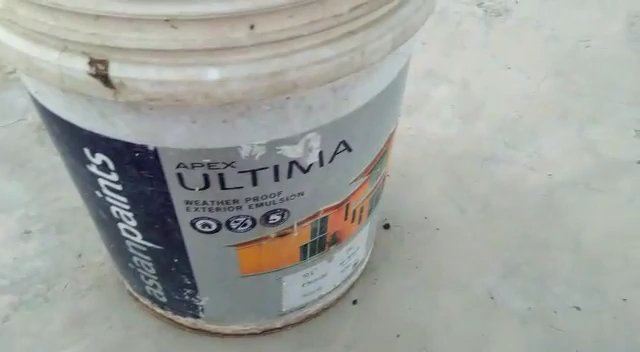 asianpaints
APEX
ULTIMA
WEATHER PROOF
EXTERIOR EMULSION